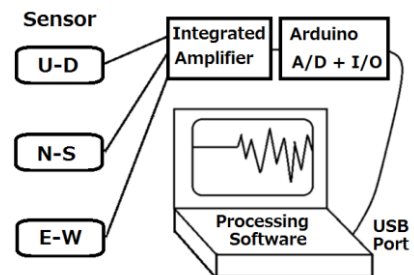 Sensor
U-D
N-S
E-W
Integrated
Amplifier
Arduino
A/D + I/O
Processing
Software
USB
Port